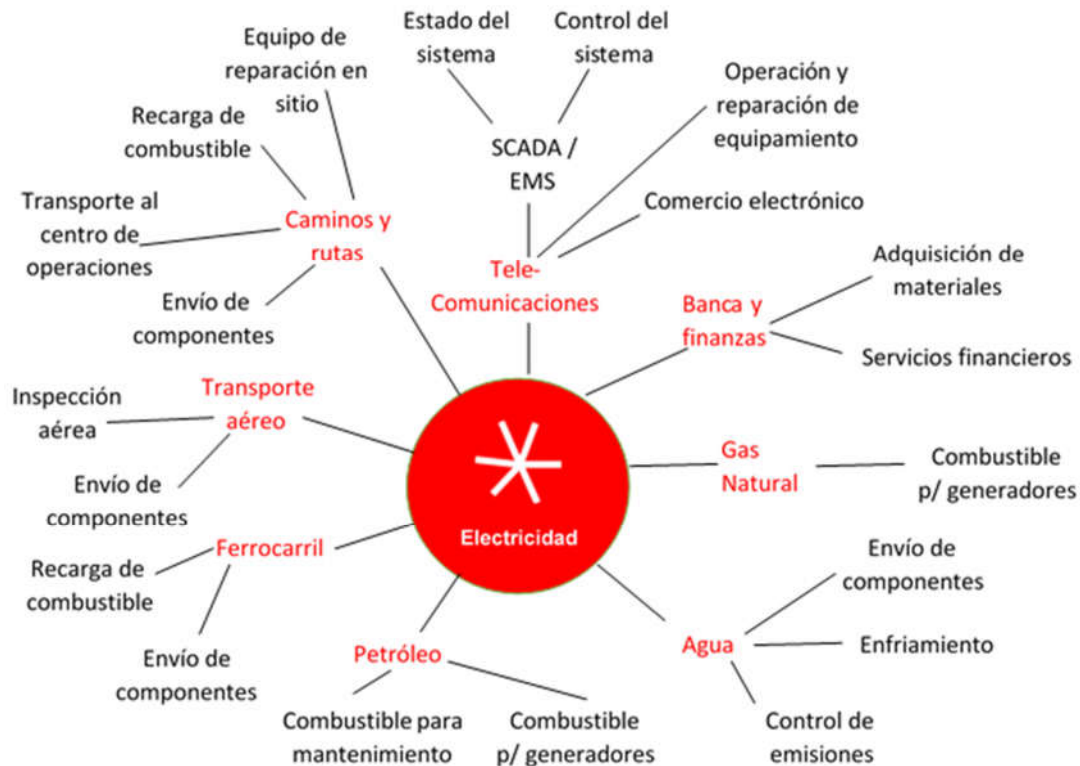 Estado del
sistema
Control del
sistema
Equipo de
reparación en
sitio
Operación y
reparación de
equipamiento
Recarga de
combustible
SCADA /
EMS
Transporte al
centro de
operaciones
Caminos y
rutas
Comercio electrónico
Envío de
componentes
Tele-
Comunicaciones
Banca y
finanzas
Adquisición de
materiales
Servicios financieros
Inspección
aérea
Transporte
aéreo
Envío de
componentes
Gas
Natural
Combustible
p/ generadores
Electricidad
Ferrocarril
Recarga de
combustible
Envío de
componentes
Envío de
componentes
Petróleo
Agua
Enfriamiento
Combustible para
mantenimiento
Combustible
p/ generadores
Control de
emisiones